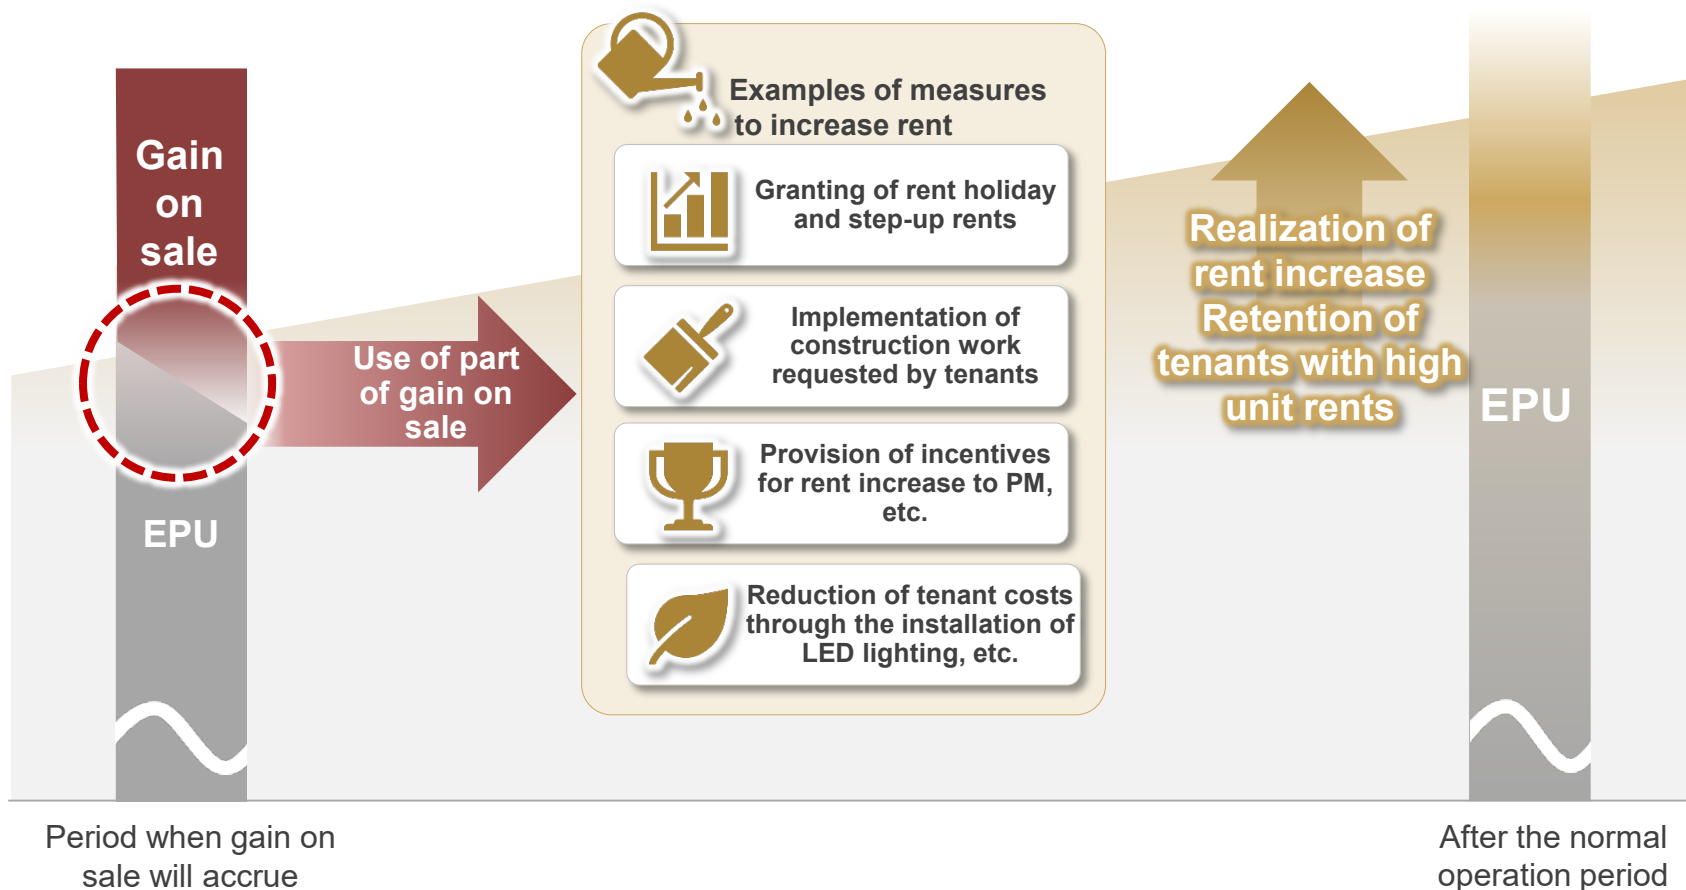 Gain
on
sale
EPU
Use of part
of gain on
sale
Examples of measures
to increase rent
Granting of rent holiday
and step-up rents
Implementation of
construction work
requested by tenants
Provision of incentives
for rent increase to PM,
etc.
Reduction of tenant costs
through the installation of
LED lighting, etc.
Realization of
rent increase
Retention of
tenants with high
unit rents
EPU
Period when gain on
sale will accrue
After the normal
operation period